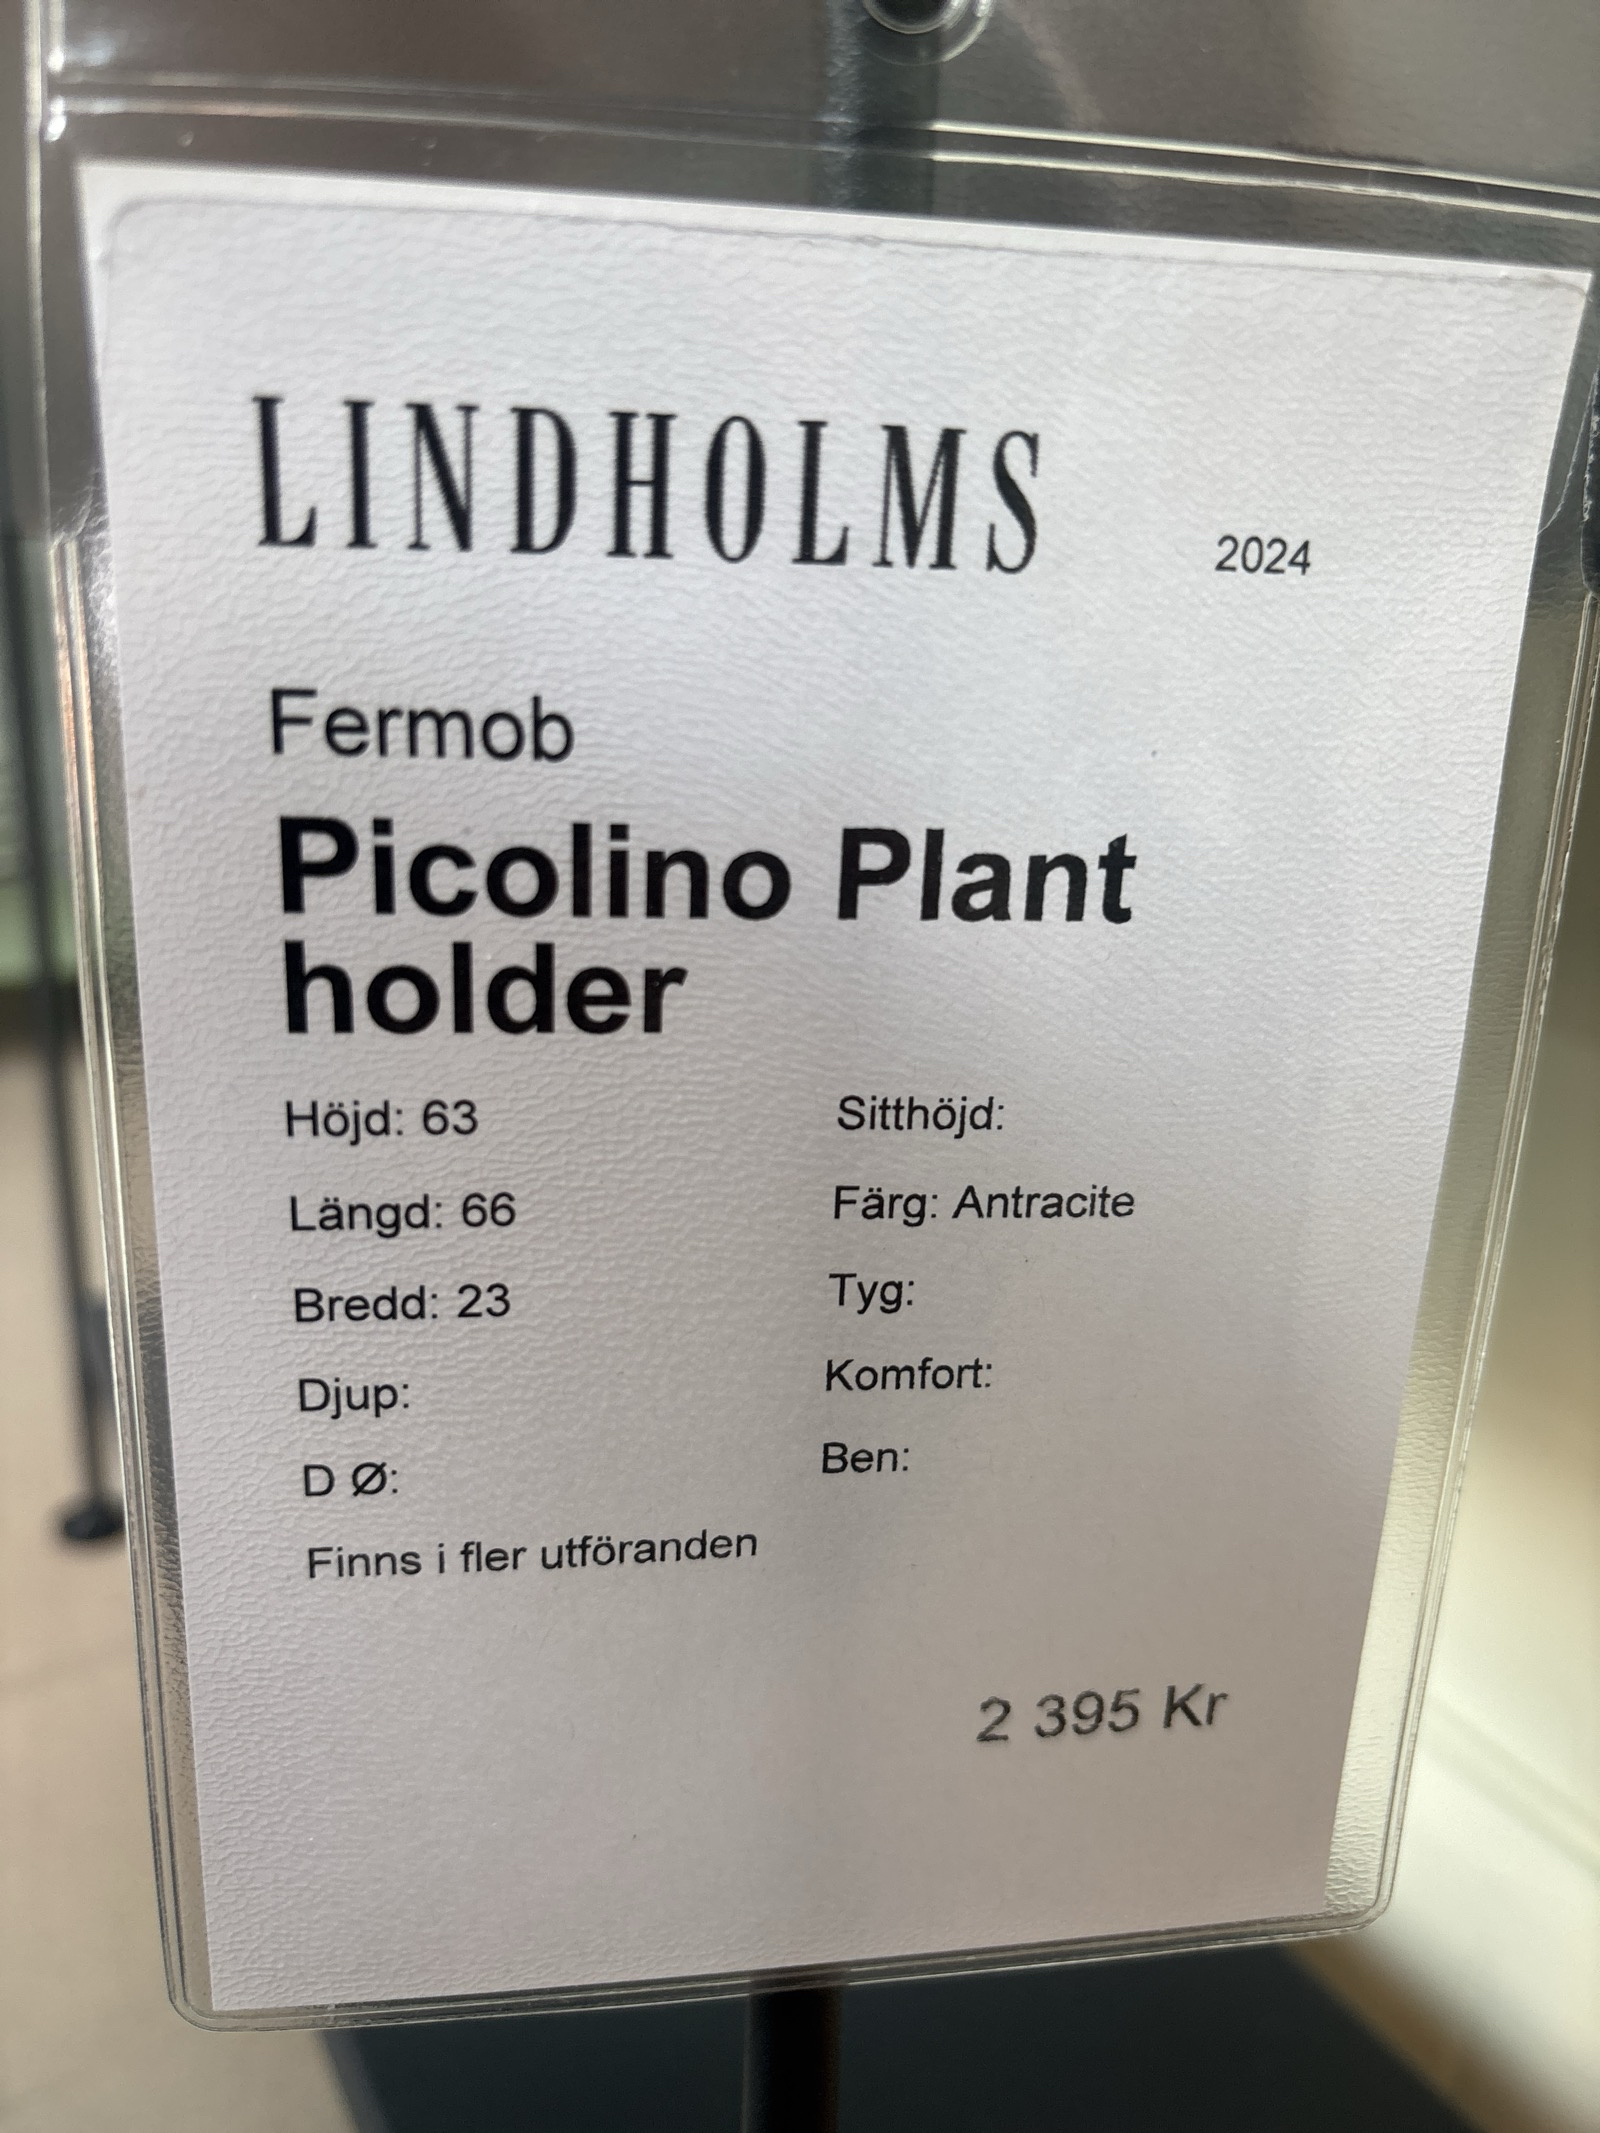 LINDHOLMS
2024
Fermob
Picolino Plant
holder
Höjd: 63
Längd: 66
Bredd: 23
Djup:
D Ø:
Finns i fler utföranden
Sitthöjd:
Färg: Antracite
Tyg:
Komfort:
Ben:
2 395 Kr